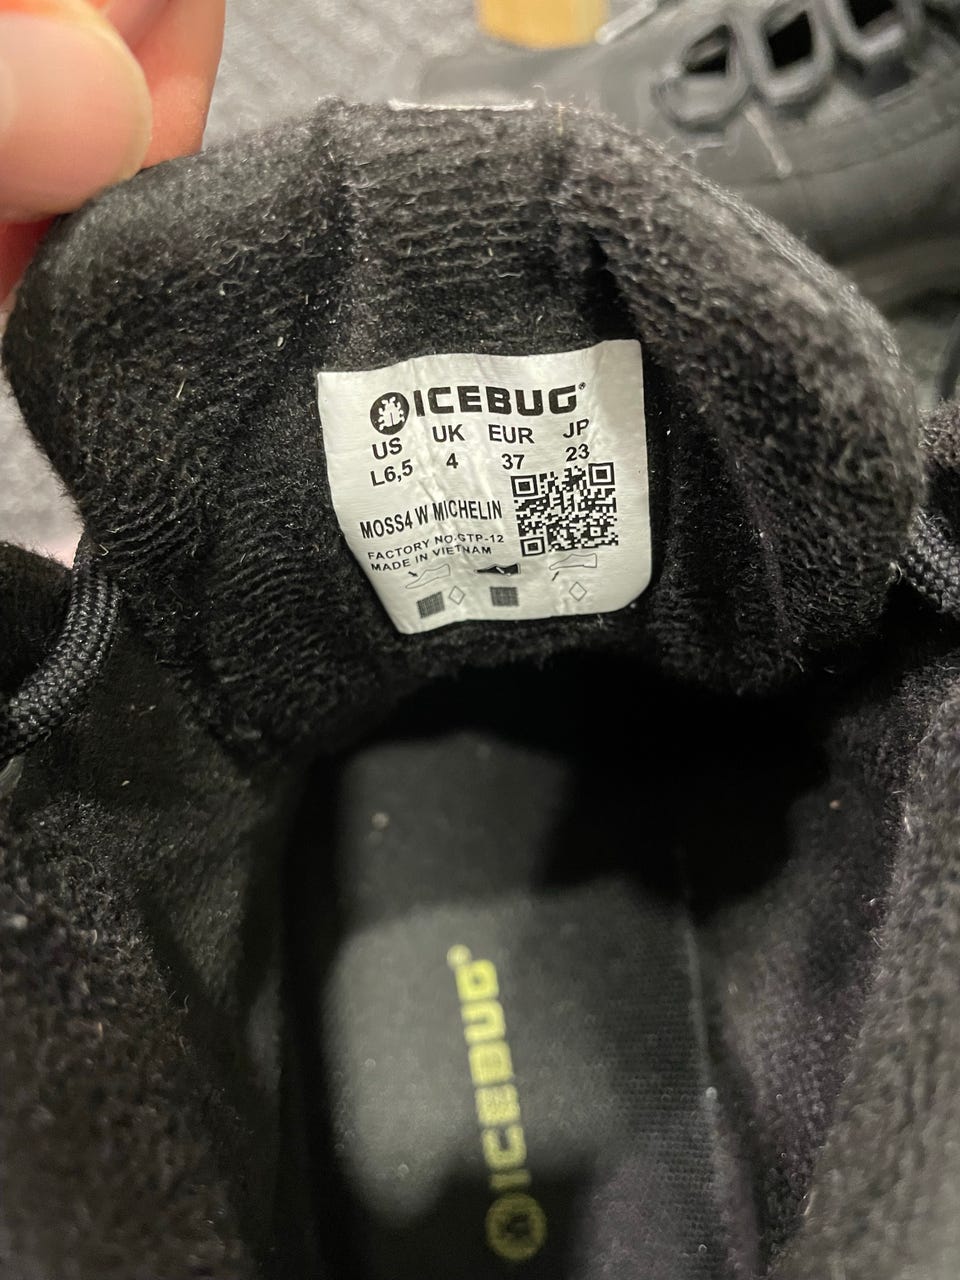 ICEBUG®
US UK EUR JP
L6,5 4 37 23
MOSS4 W MICHELIN
FACTORY NO.GTP-12
MADE IN VIETNAM
ICEBUG®